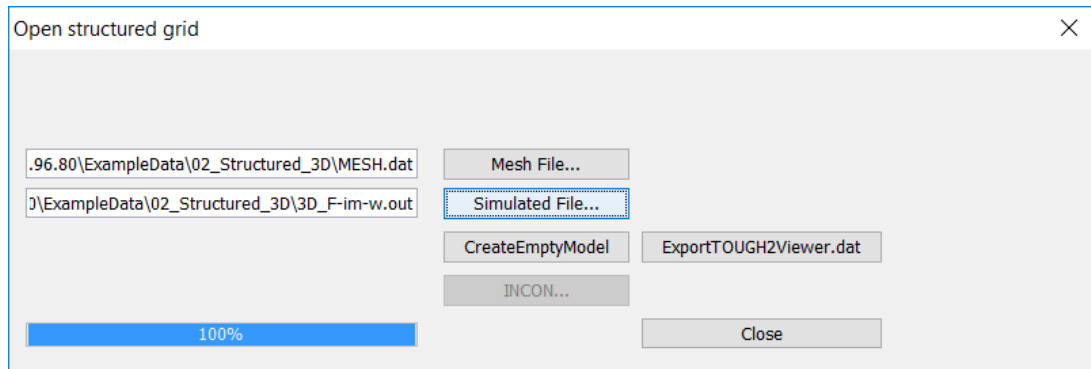 Open structured grid
.96.80\ExampleData\02_Structured_3D\MESH.dat
Mesh File...
)\ExampleData\02_Structured_3D\3D_F-im-w.out
Simulated File...
CreateEmptyModel
ExportTOUGH2Viewer.dat
INCON...
100%
Close